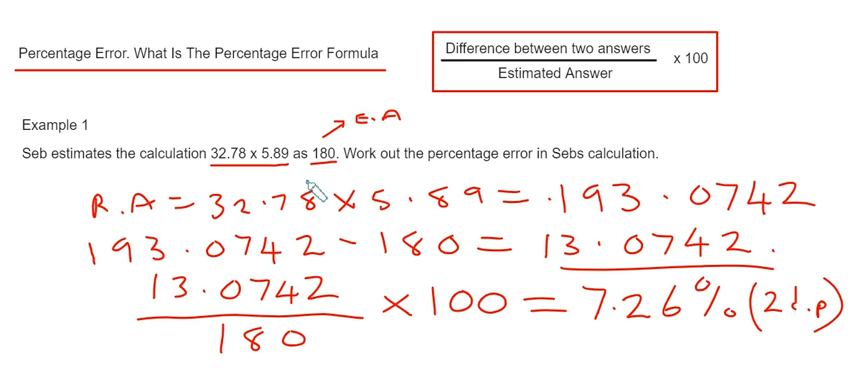 Percentage Error. What Is The Percentage Error Formula
Difference between two answers
Estimated Answer
x 100
Example 1
E.A
Seb estimates the calculation 32.78 x 5.89 as 180. Work out the percentage error in Sebs calculation.
R.A = 32.78 × 5.89 = .193.0742
193.0742 - 180 = 13.0742.
13.0742
180
× 100 = 7.26% (2d.p)